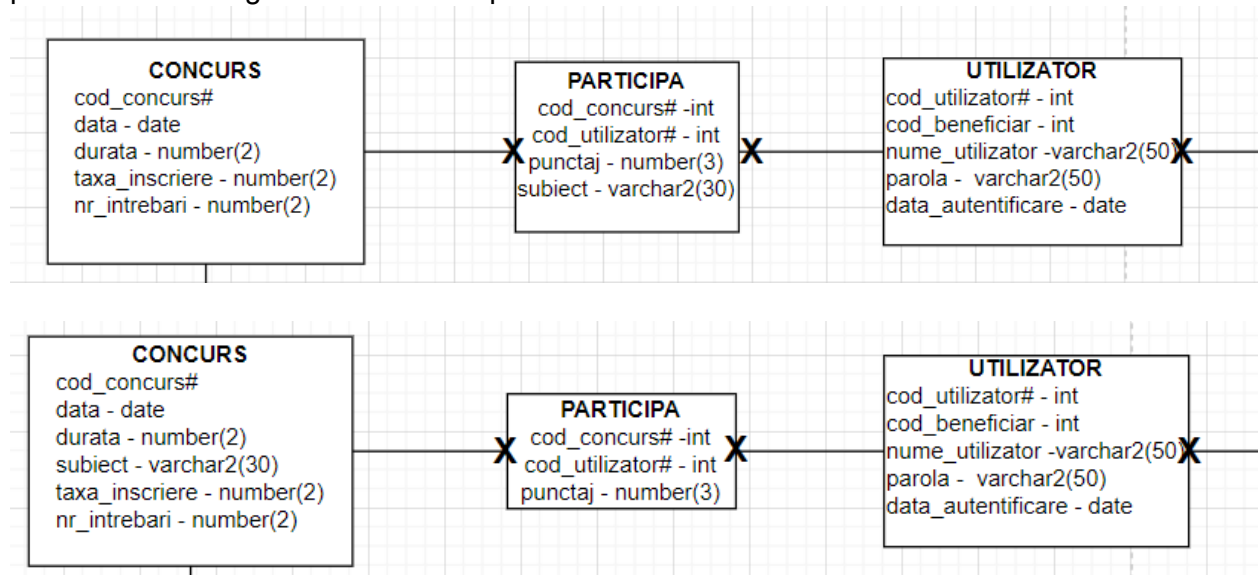 CONCURS
cod_concurs#
data - date
durata - number(2)
taxa_inscriere - number(2)
nr_intrebari - number(2)
PARTICIPA
cod_concurs# -int
cod_utilizator# - int
punctaj - number(3)
subiect - varchar2(30)
UTILIZATOR
cod_utilizator# - int
cod_beneficiar - int
nume_utilizator -varchar2(50)
parola - varchar2(50)
data_autentificare - date
X
X
X
CONCURS
cod_concurs#
data - date
durata - number(2)
subiect - varchar2(30)
taxa_inscriere - number(2)
nr_intrebari - number(2)
PARTICIPA
cod_concurs# -int
cod_utilizator# - int
punctaj - number(3)
UTILIZATOR
cod_utilizator# - int
cod_beneficiar - int
nume_utilizator -varchar2(50)
parola - varchar2(50)
data_autentificare - date
X
X
X